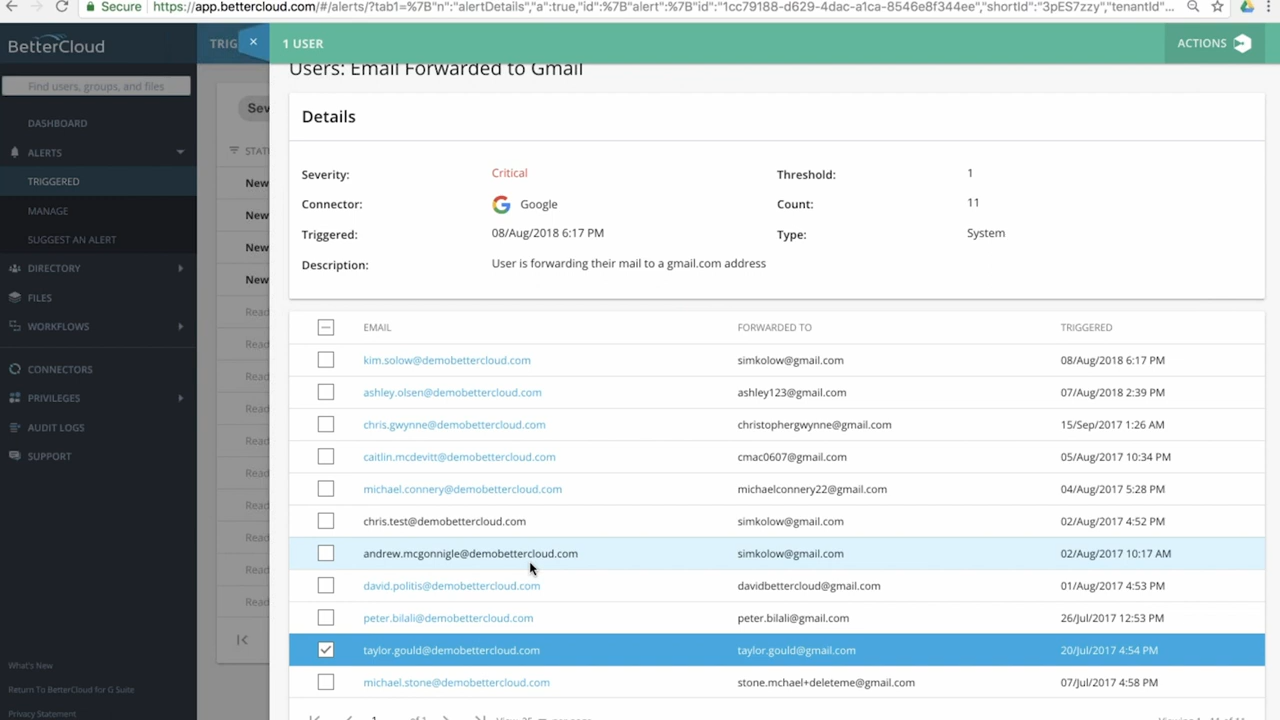 Secure https://app.bettercloud.com/#/alerts/?tab1=%7B"n":"alertDetails","a":true,"id":%7B"alert":%7B"id":"1cc79188-d629-4dac-a1ca-8546e8f344ee","shortId":"3pES7zzy","tenantId"...
BetterCloud
TRIG
1 USER
ACTIONS
Users: Email Forwarded to Gmail
Find users, groups, and files
DASHBOARD
ALERTS
TRIGGERED
MANAGE
SUGGEST AN ALERT
DIRECTORY
FILES
WORKFLOWS
CONNECTORS
PRIVILEGES
AUDIT LOGS
SUPPORT
What's New
Return To BetterCloud for G Suite
Privacy Statement
Sev
STAT
New
New
New
New
Read
Read
Read
Read
Read
Read
Read
Read
Read
Read
Details
Severity: Critical Threshold: 1
Connector: Google Count: 11
Triggered: 08/Aug/2018 6:17 PM Type: System
Description: User is forwarding their mail to a gmail.com address
EMAIL FORWARDED TO TRIGGERED
kim.solow@demobettercloud.com simkolow@gmail.com 08/Aug/2018 6:17 PM
ashley.olsen@demobettercloud.com ashley123@gmail.com 07/Aug/2018 2:39 PM
chris.gwynne@demobettercloud.com christophergwynne@gmail.com 15/Sep/2017 1:26 AM
caitlin.mcdevitt@demobettercloud.com cmac0607@gmail.com 05/Aug/2017 10:34 PM
michael.connery@demobettercloud.com michaelconnery22@gmail.com 04/Aug/2017 5:28 PM
chris.test@demobettercloud.com simkolow@gmail.com 02/Aug/2017 4:52 PM
andrew.mcgonnigle@demobettercloud.com simkolow@gmail.com 02/Aug/2017 10:17 AM
david.politis@demobettercloud.com davidbettercloud@gmail.com 01/Aug/2017 4:53 PM
peter.bilali@demobettercloud.com peter.bilali@gmail.com 26/Jul/2017 12:53 PM
taylor.gould@demobettercloud.com taylor.gould@gmail.com 20/Jul/2017 4:54 PM
michael.stone@demobettercloud.com stone.mchael+deleteme@gmail.com 07/Jul/2017 4:58 PM